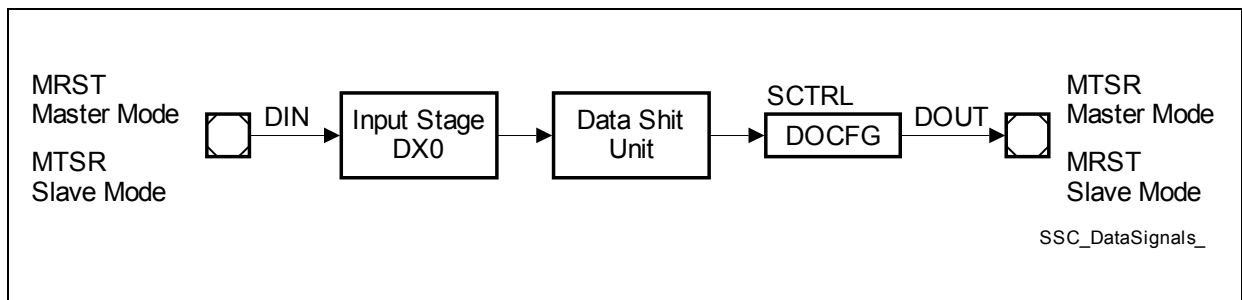 MRST
Master Mode
MTSR
Slave Mode
DIN
Input Stage
DX0
Data Shit
Unit
SCTRL
DOCFG
DOUT
MTSR
Master Mode
MRST
Slave Mode
SSC_DataSignals_